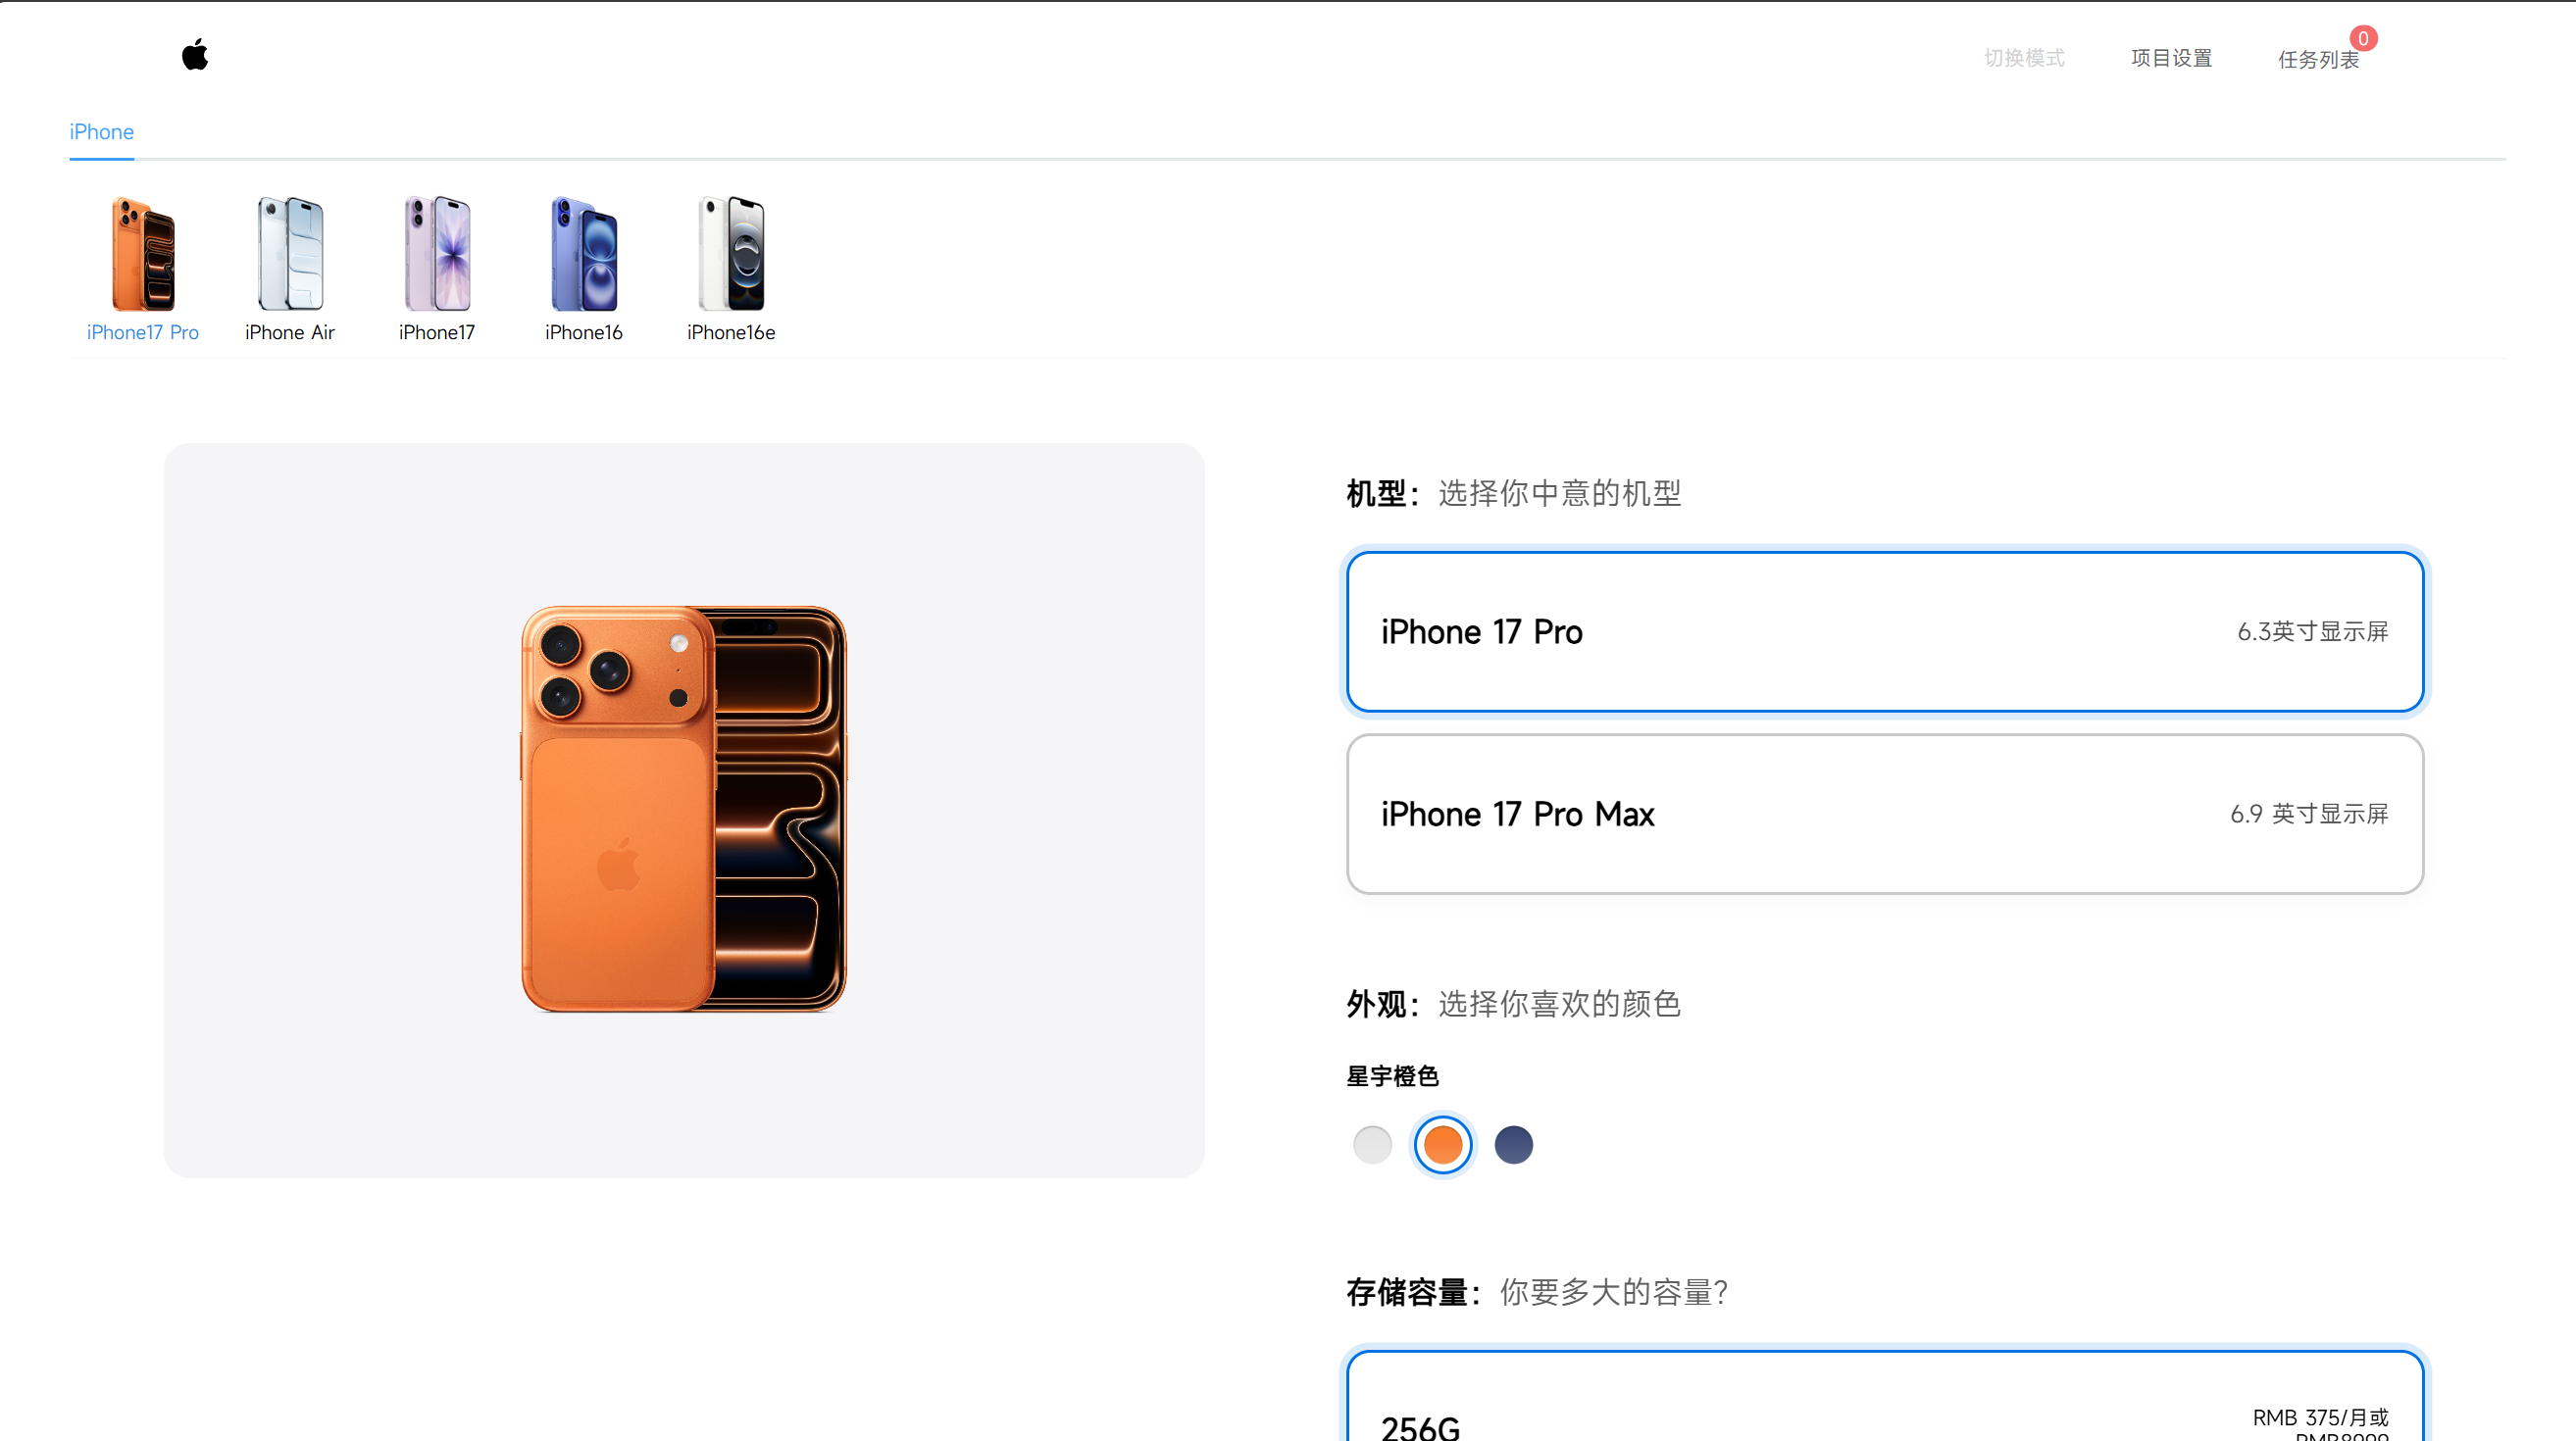 切换模式
项目设置
任务列表
0
iPhone
iPhone17 Pro
iPhone Air
iPhone17
iPhone16
iPhone16e
机型：选择你中意的机型
iPhone 17 Pro
6.3英寸显示屏
iPhone 17 Pro Max
6.9 英寸显示屏
外观：选择你喜欢的颜色
星宇橙色
存储容量：你要多大的容量？
256G
RMB 375/月或